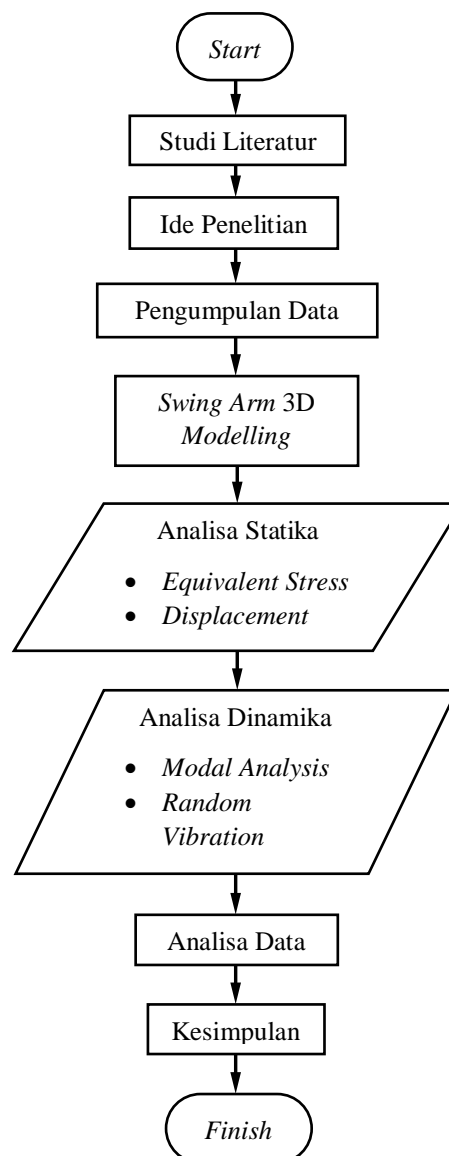 Start
Studi Literatur
Ide Penelitian
Pengumpulan Data
Swing Arm 3D
Modelling
Analisa Statika
• Equivalent Stress
• Displacement
Analisa Dinamika
• Modal Analysis
• Random
Vibration
Analisa Data
Kesimpulan
Finish